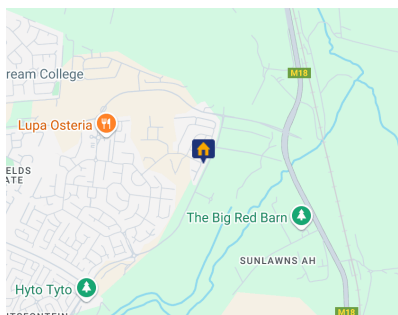 M18
ream College
Lupa Osteria
ELDS
ATE
The Big Red Barn
SUNLAWNS AH
Hyto Tyto
M18